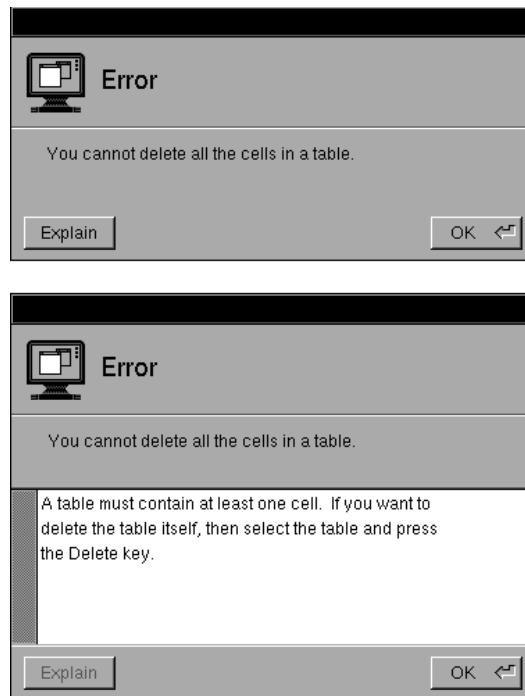 Error
You cannot delete all the cells in a table.
Explain
OK
Error
You cannot delete all the cells in a table.
A table must contain at least one cell. If you want to
delete the table itself, then select the table and press
the Delete key.
Explain
OK